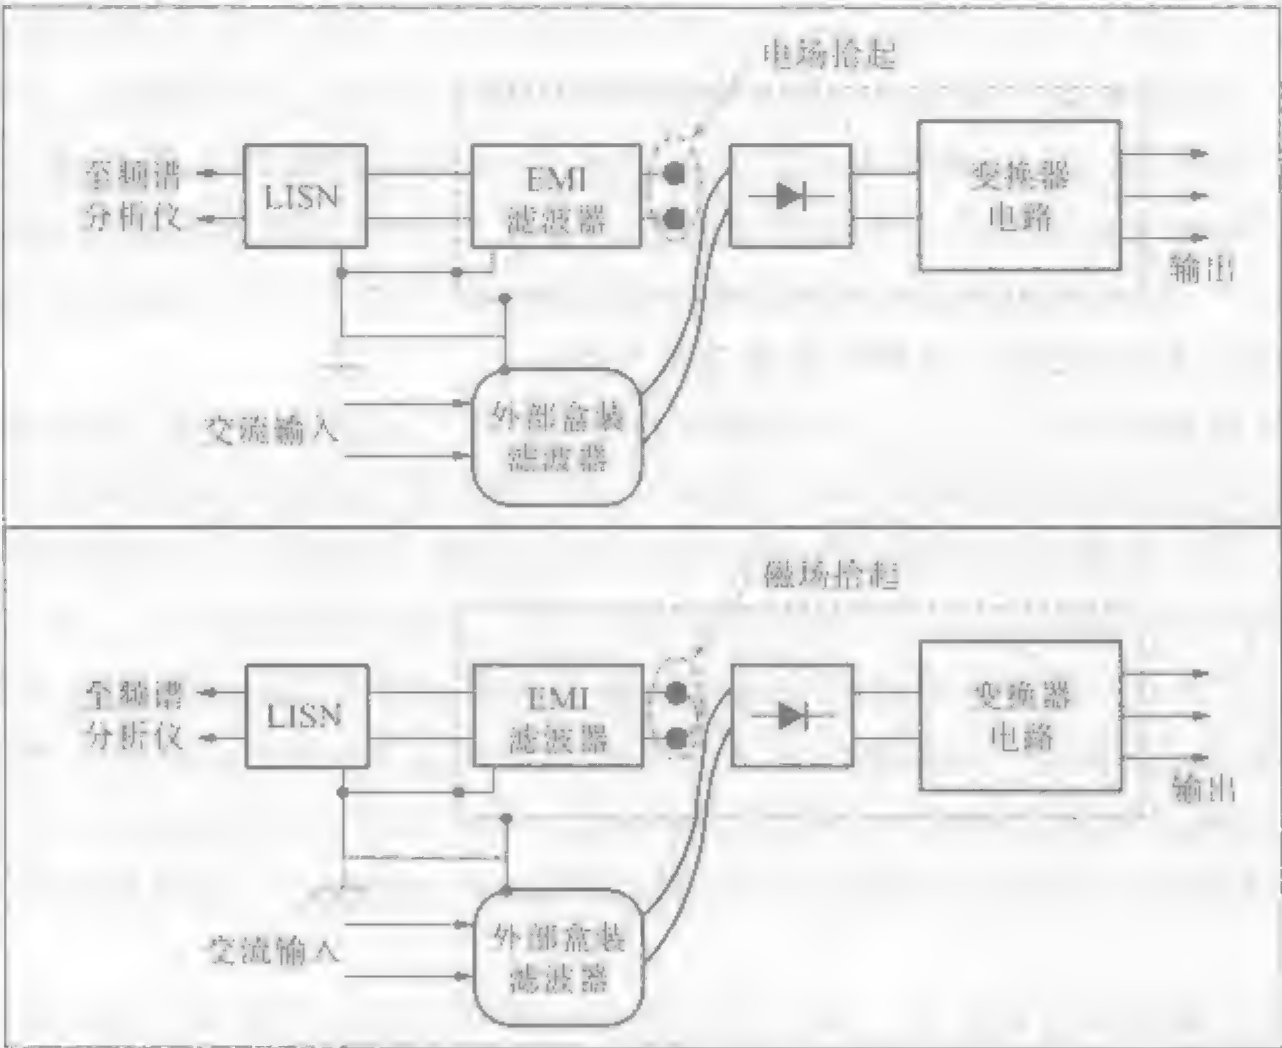 电场拾起
至频谱
分析仪
LISN
EMI
滤波器
变换器
电路
输出
交流输入
外部盒装
滤波器
磁场拾起
至频谱
分析仪
LISN
EMI
滤波器
变换器
电路
输出
交流输入
外部盒装
滤波器